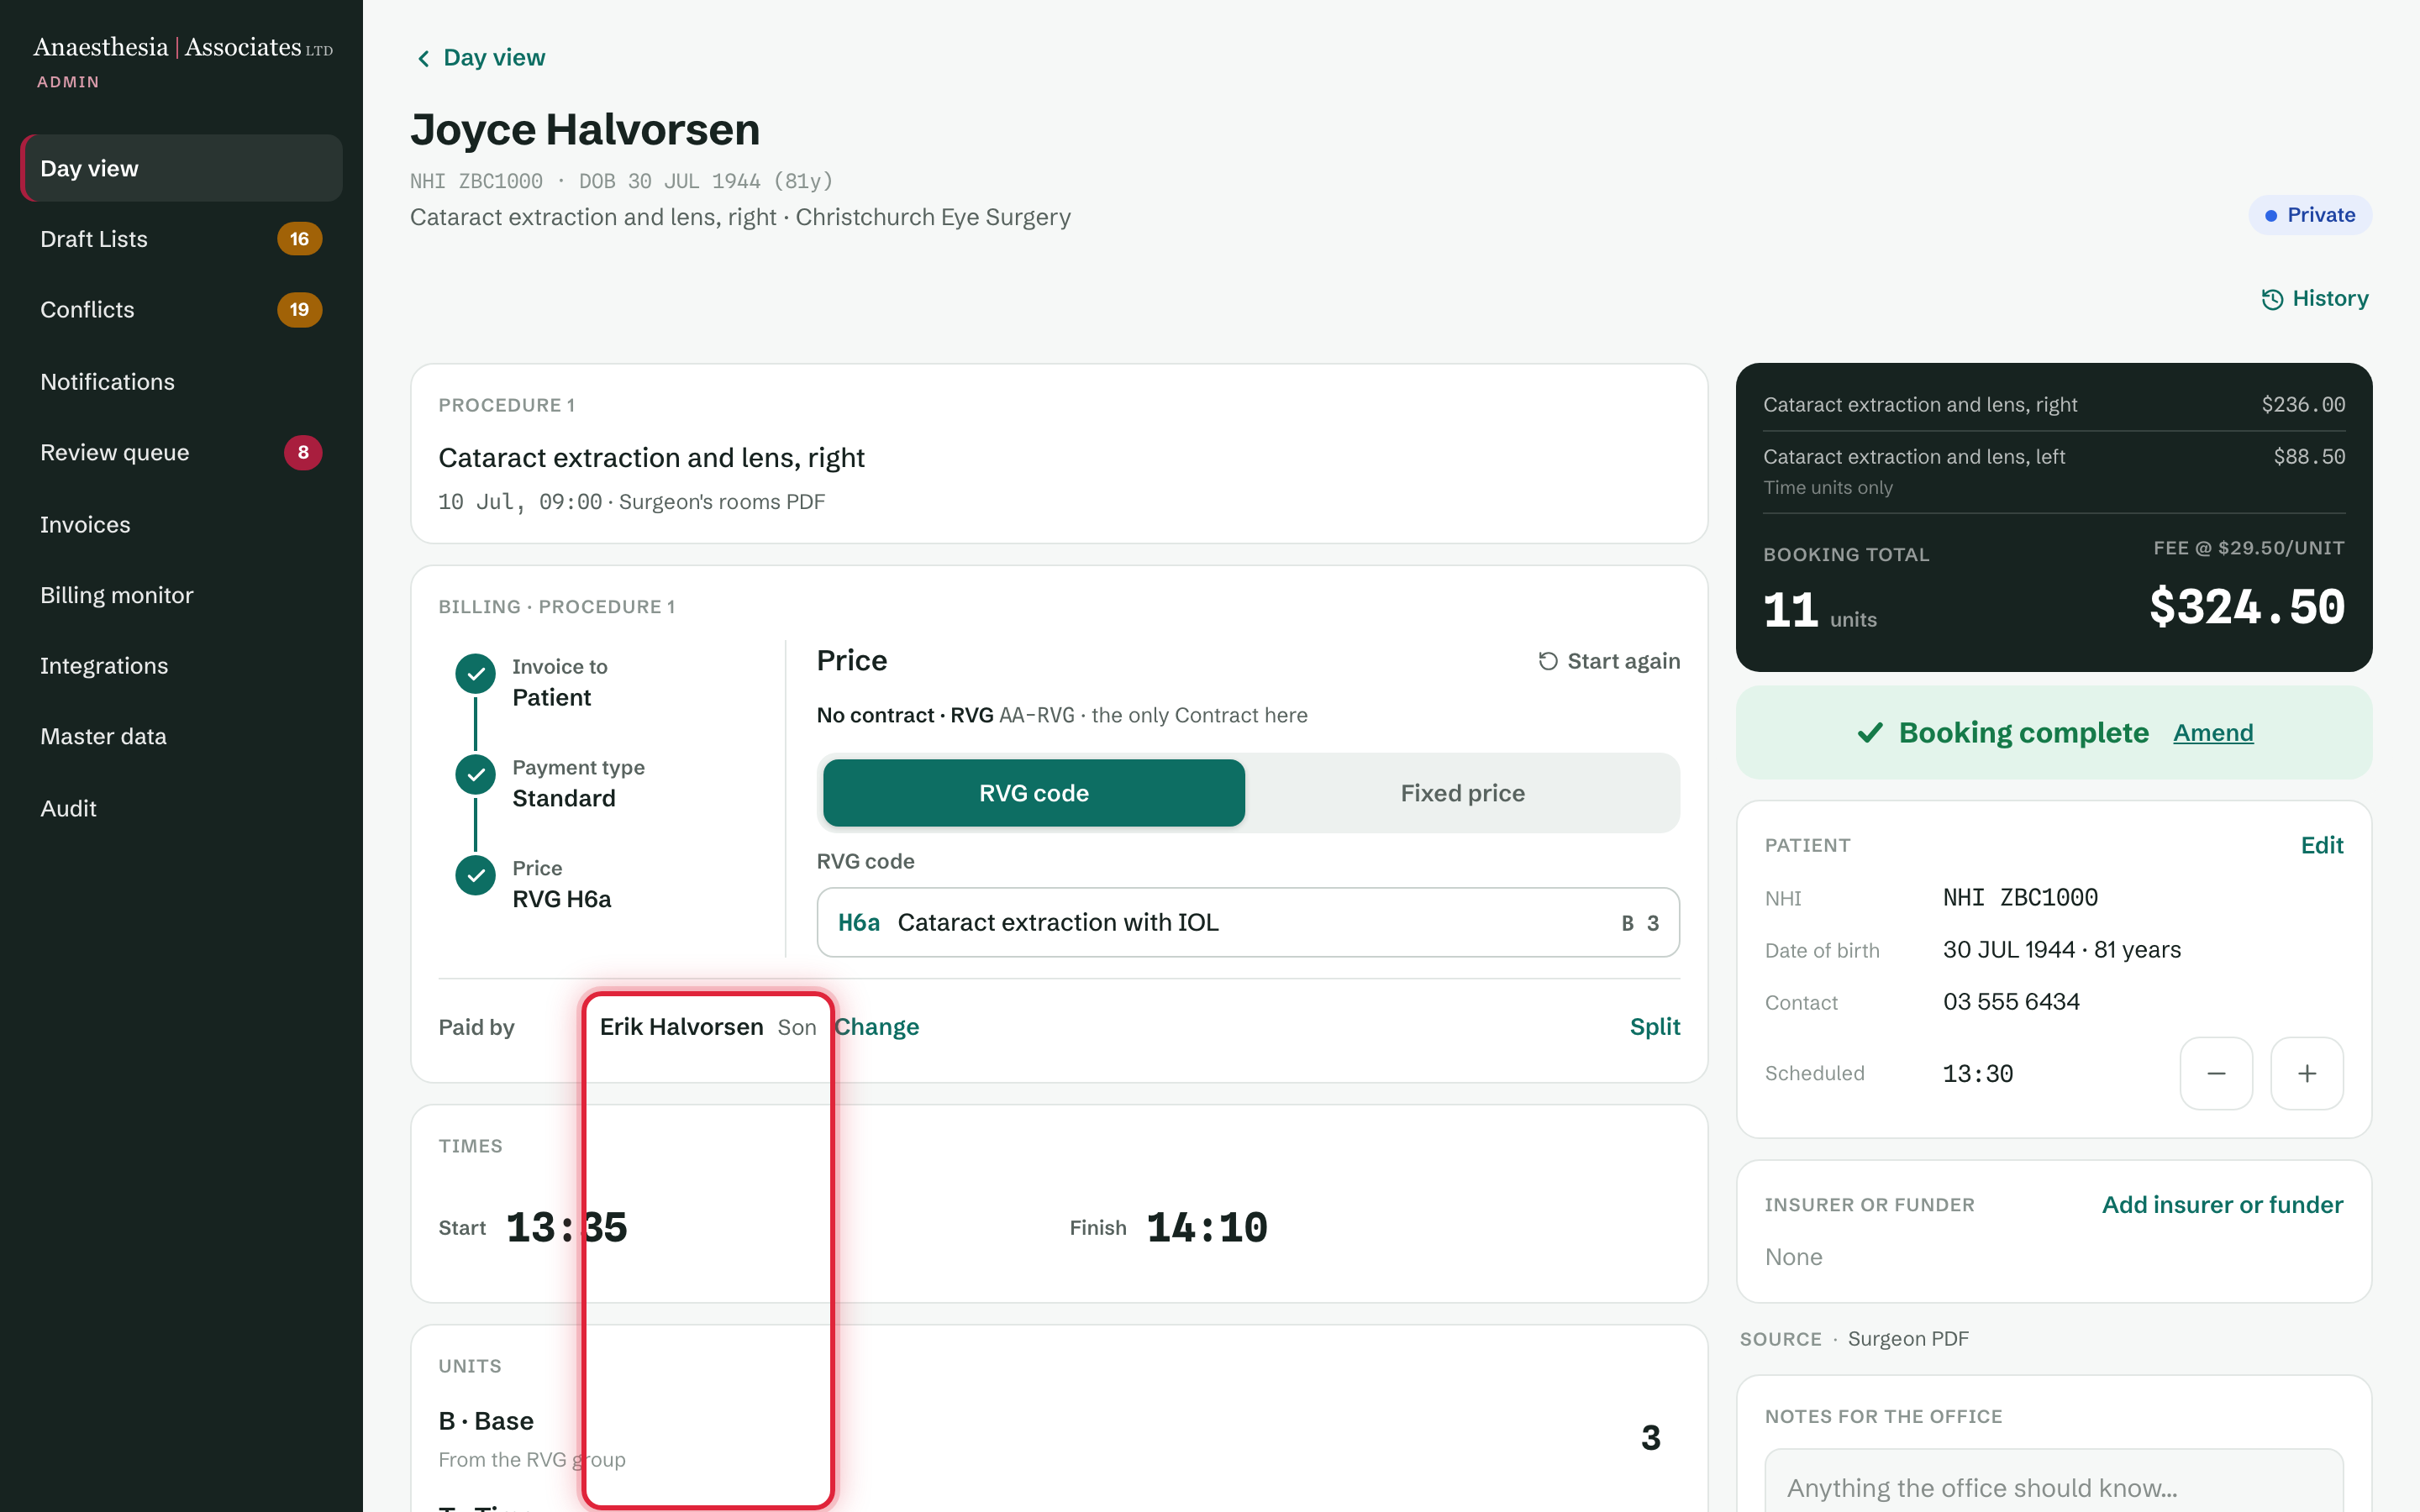 Anaesthesia | Associates LTD
ADMIN
Day view
Draft Lists 16
Conflicts 19
Notifications
Review queue 8
Invoices
Billing monitor
Integrations
Master data
Audit
Day view
Joyce Halvorsen
NHI ZBC1000 · DOB 30 JUL 1944 (81y)
Cataract extraction and lens, right · Christchurch Eye Surgery
Private
History
PROCEDURE 1
Cataract extraction and lens, right
10 Jul, 09:00 · Surgeon's rooms PDF
BILLING · PROCEDURE 1
Invoice to
Patient
Payment type
Standard
Price
RVG H6a
Price
Start again
No contract · RVG AA-RVG · the only Contract here
RVG code
Fixed price
RVG code
H6a Cataract extraction with IOL B 3
Paid by Erik Halvorsen Son Change Split
TIMES
Start 13:35 Finish 14:10
UNITS
B · Base 3
From the RVG group
Cataract extraction and lens, right $236.00
Cataract extraction and lens, left $88.50
Time units only
BOOKING TOTAL FEE @ $29.50/UNIT
11 units $324.50
Booking complete Amend
PATIENT Edit
NHI NHI ZBC1000
Date of birth 30 JUL 1944 · 81 years
Contact 03 555 6434
Scheduled 13:30 − +
INSURER OR FUNDER Add insurer or funder
None
SOURCE · Surgeon PDF
NOTES FOR THE OFFICE
Anything the office should know...